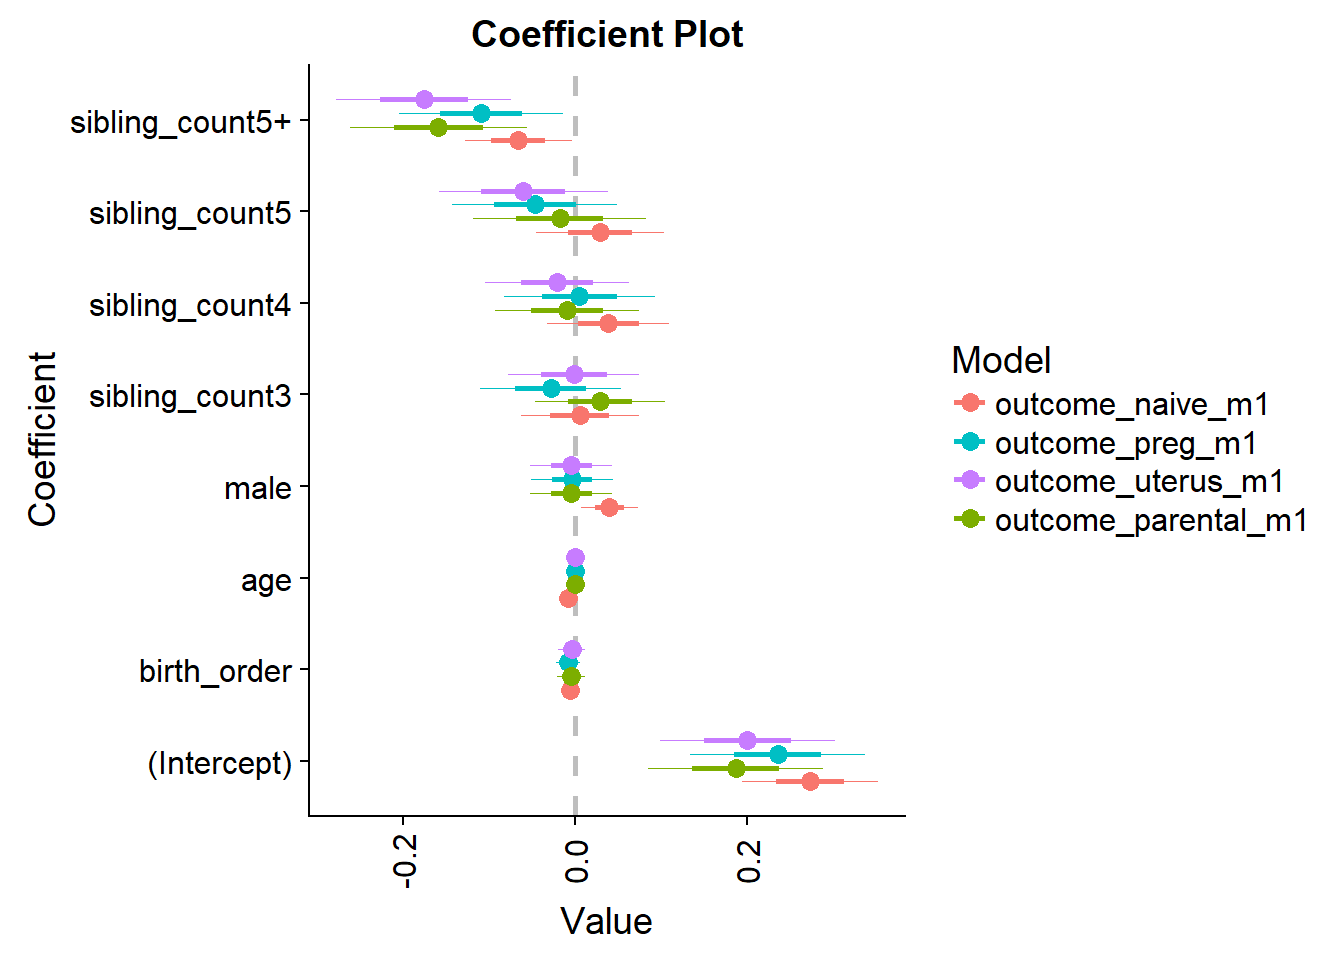 Coefficient Plot
Coefficient
sibling_count5+
sibling_count5
sibling_count4
sibling_count3
male
age
birth_order
(Intercept)
-0.2
0.0
0.2
Value
Model
outcome_naive_m1
outcome_preg_m1
outcome_uterus_m1
outcome_parental_m1